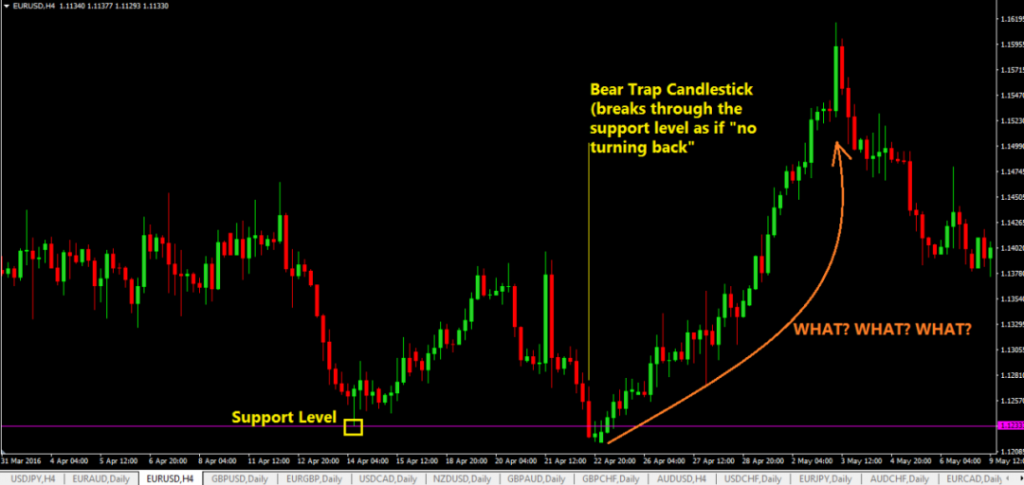 EURUSD,H4 1.11340 1.11377 1.11293 1.11330
1.16195
1.15955
1.15715
1.15470
1.15230
1.14990
1.14745
1.14505
1.14265
1.14020
1.13780
1.13540
1.13295
1.13055
1.12810
1.12570
1.12085
Bear Trap Candlestick
(breaks through the
support level as if "no
turning back"
WHAT? WHAT? WHAT?
Support Level
31 Mar 2016 4 Apr 04:00 5 Apr 12:00 6 Apr 20:00 8 Apr 04:00 11 Apr 12:00 12 Apr 20:00 14 Apr 04:00 15 Apr 12:00 18 Apr 20:00 20 Apr 04:00 21 Apr 12:00 22 Apr 20:00 26 Apr 04:00 27 Apr 12:00 28 Apr 20:00 2 May 04:00 3 May 12:00 4 May 20:00 6 May 04:00 9 May 12:0
USDJPY,H4 EURAUD,Daily EURUSD,H4 GBPUSD,Daily EURGBP,Daily USDCAD,Daily NZDUSD,Daily GBPAUD,Daily GBPCHF,Daily AUDUSD,H4 USDCHF,Daily EURJPY,Daily AUDCHF,Daily EURCAD,Daily